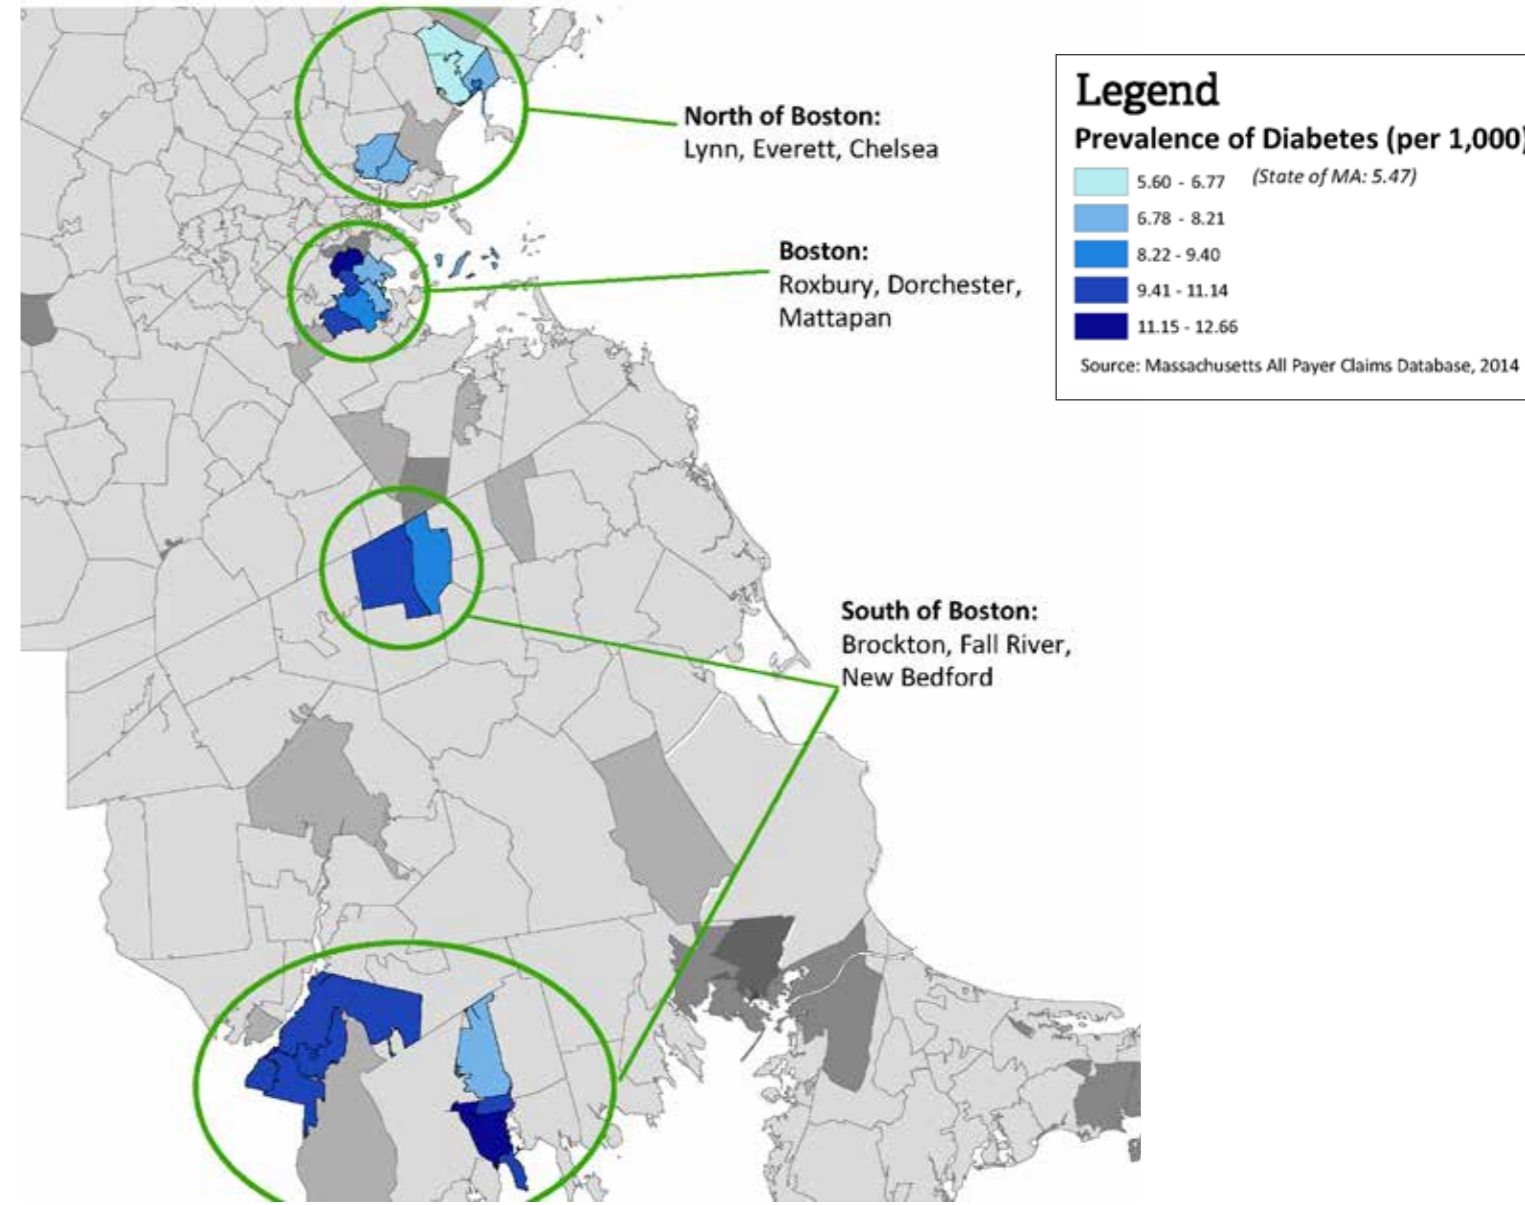 North of Boston:
Lynn, Everett, Chelsea
Boston:
Roxbury, Dorchester,
Mattapan
South of Boston:
Brockton, Fall River,
New Bedford
Legend
Prevalence of Diabetes (per 1,000)
5.60 - 6.77 (State of MA: 5.47)
6.78 - 8.21
8.22 - 9.40
9.41 - 11.14
11.15 - 12.66
Source: Massachusetts All Payer Claims Database, 2014